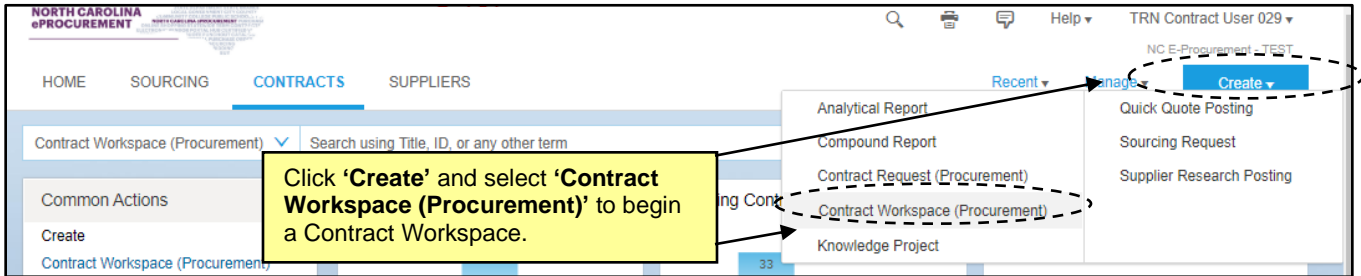 NORTH CAROLINA
ePROCUREMENT
Help ▾ TRN Contract User 029 ▾
NC E-Procurement - TEST
HOME SOURCING CONTRACTS SUPPLIERS
Recent ▾ Manage ▾ Create ▾
Analytical Report Quick Quote Posting
Contract Workspace (Procurement) Search using Title, ID, or any other term
Compound Report Sourcing Request
Contract Request (Procurement) Supplier Research Posting
Click 'Create' and select 'Contract
Workspace (Procurement)' to begin
a Contract Workspace.
Common Actions
ing Cont
Contract Workspace (Procurement)
Create
Knowledge Project
Contract Workspace (Procurement)
33